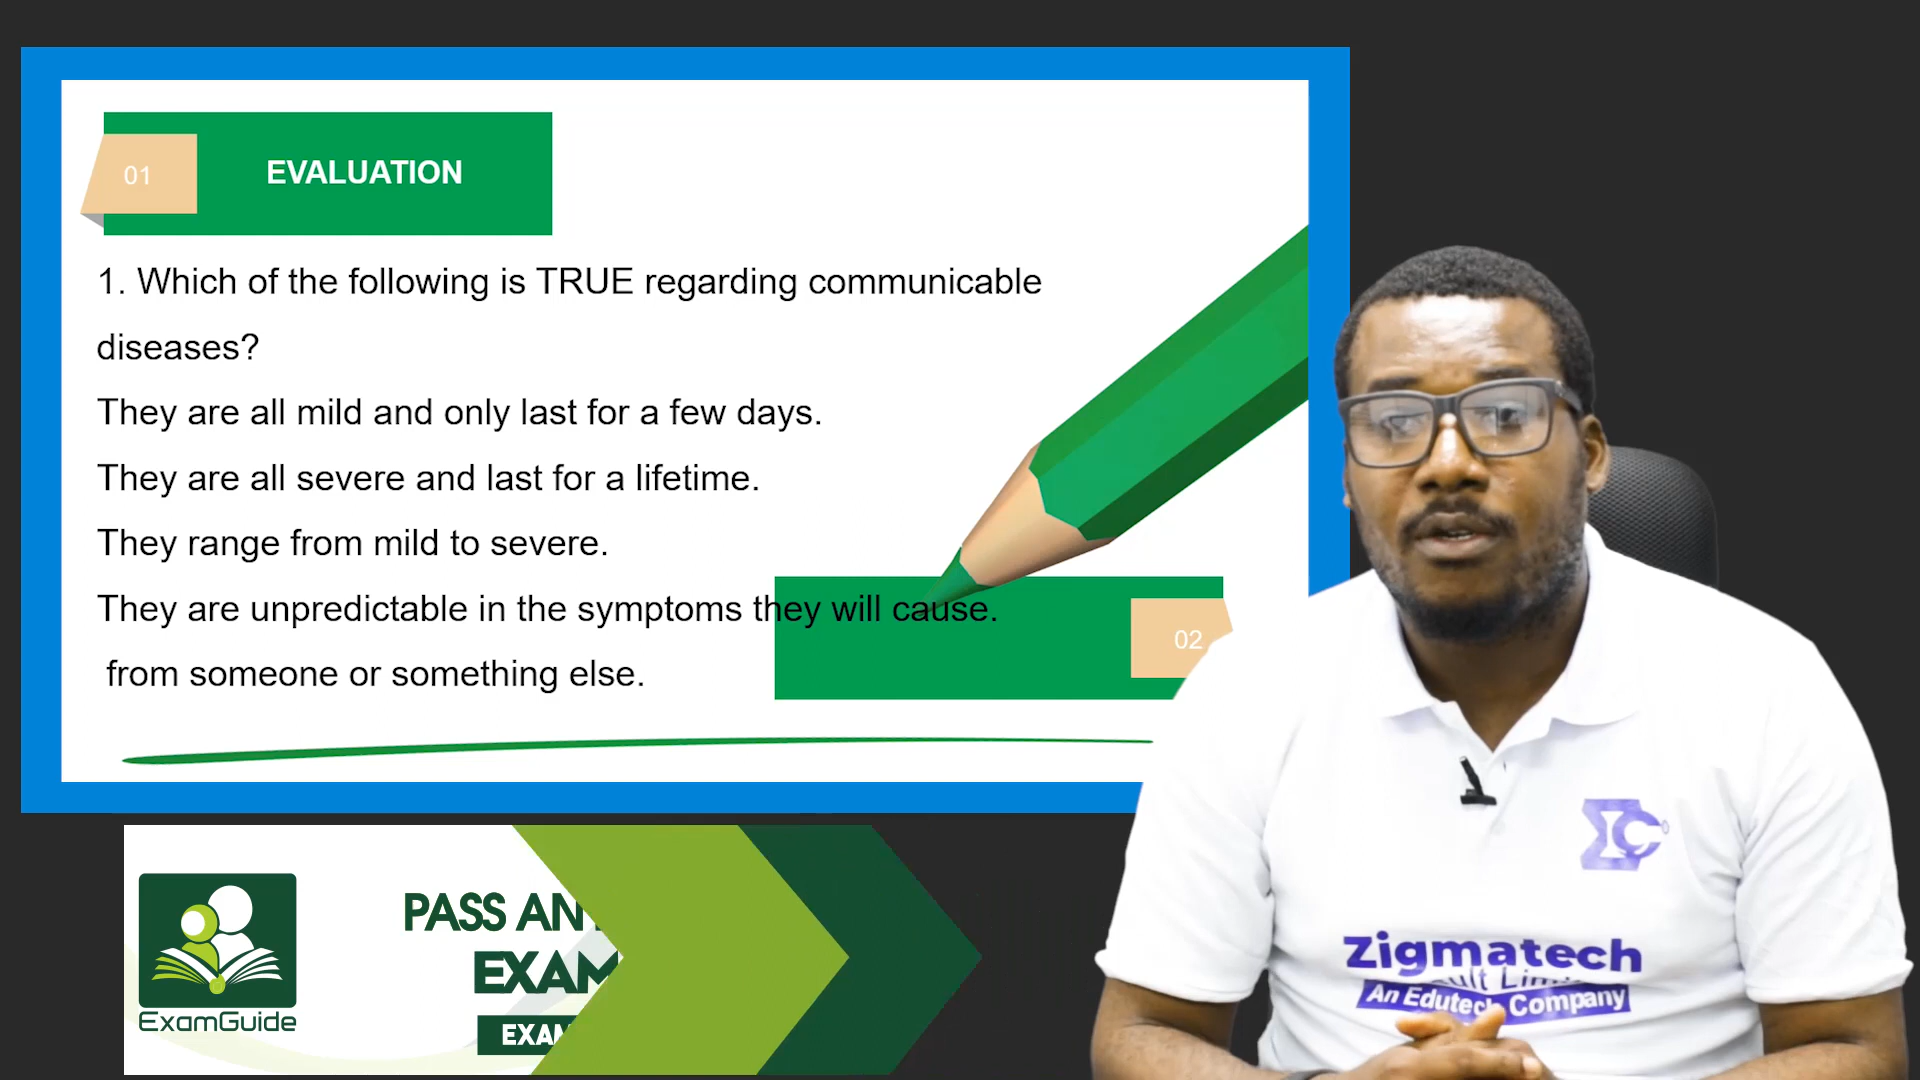 01
EVALUATION
1. Which of the following is TRUE regarding communicable
diseases?
They are all mild and only last for a few days.
They are all severe and last for a lifetime.
They range from mild to severe.
They are unpredictable in the symptoms they will cause.
02
from someone or something else.
PASS AN
EXAM
EXAM
ExamGuide
ΣC
Zigmatech
An Edutech Company